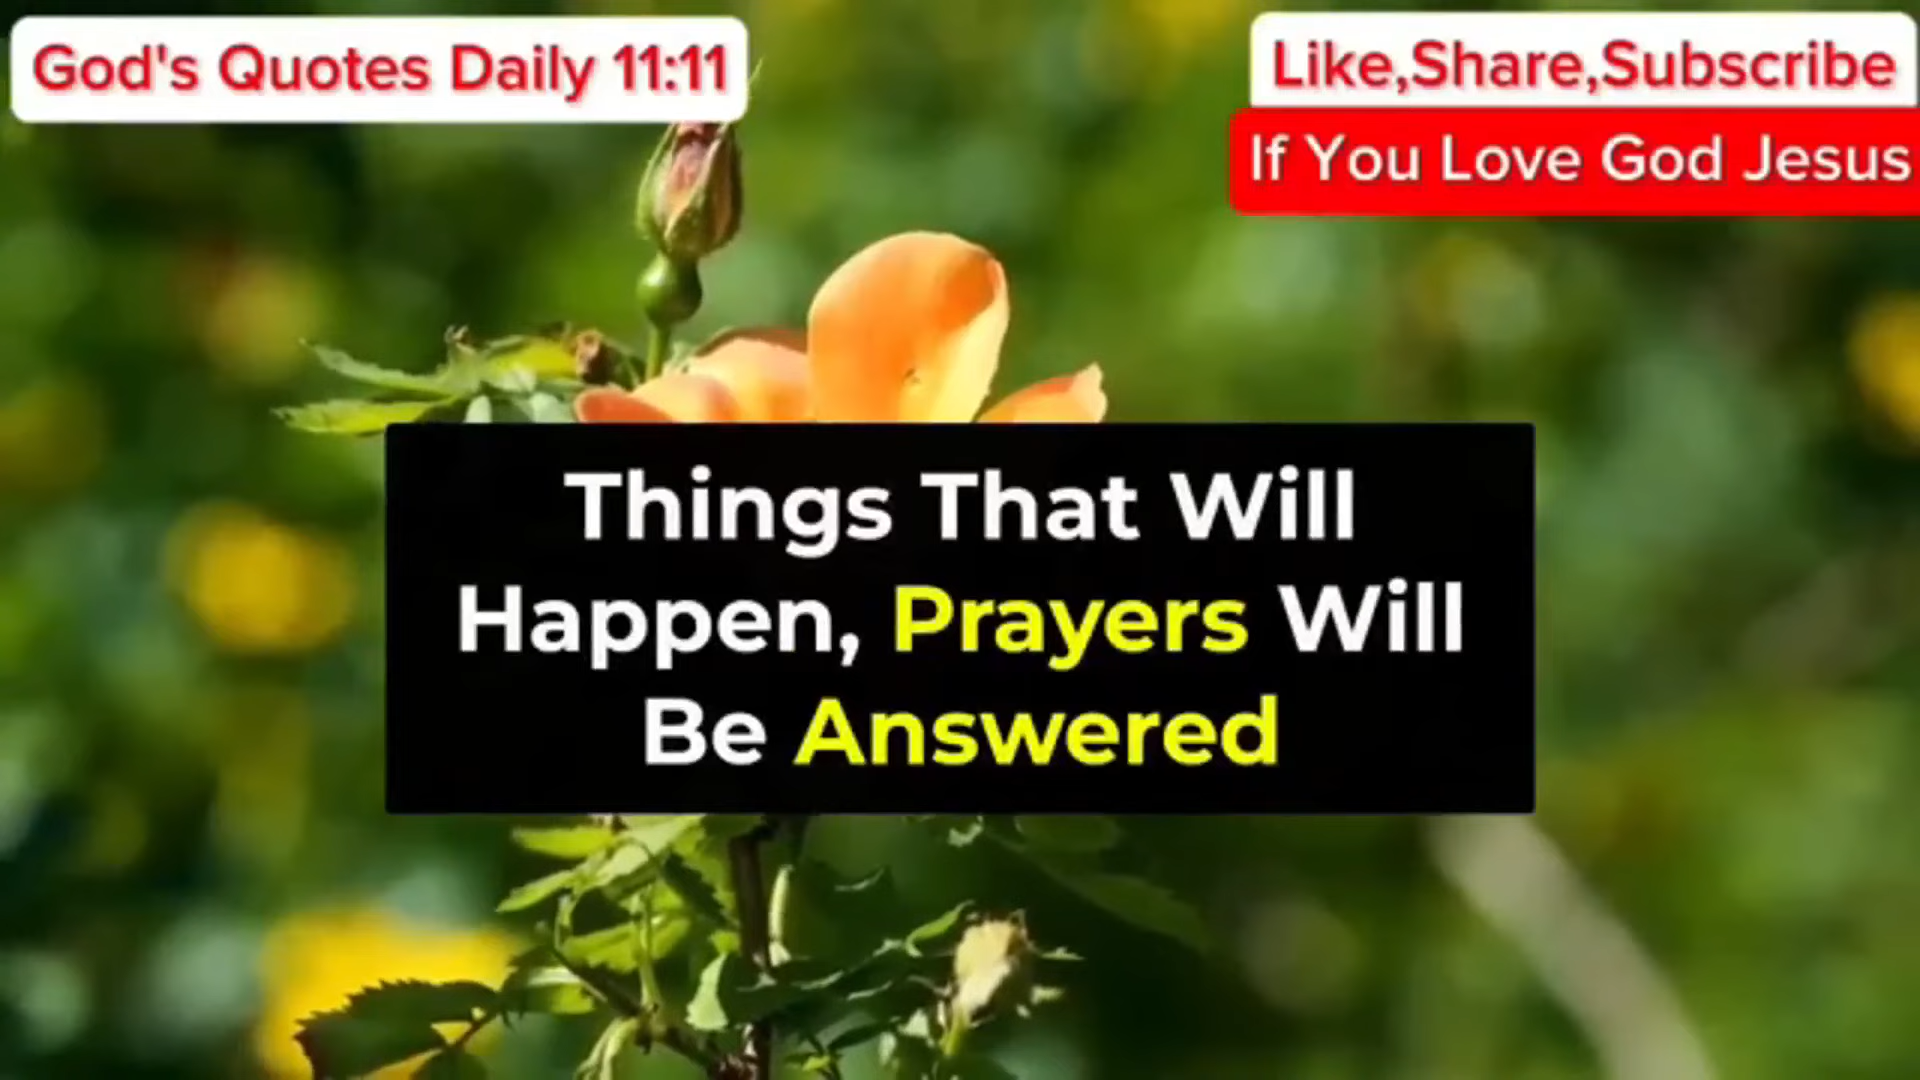 God's Quotes Daily 11:11
Like,Share,Subscribe
If You Love God Jesus
Things That Will
Happen, Prayers Will
Be Answered